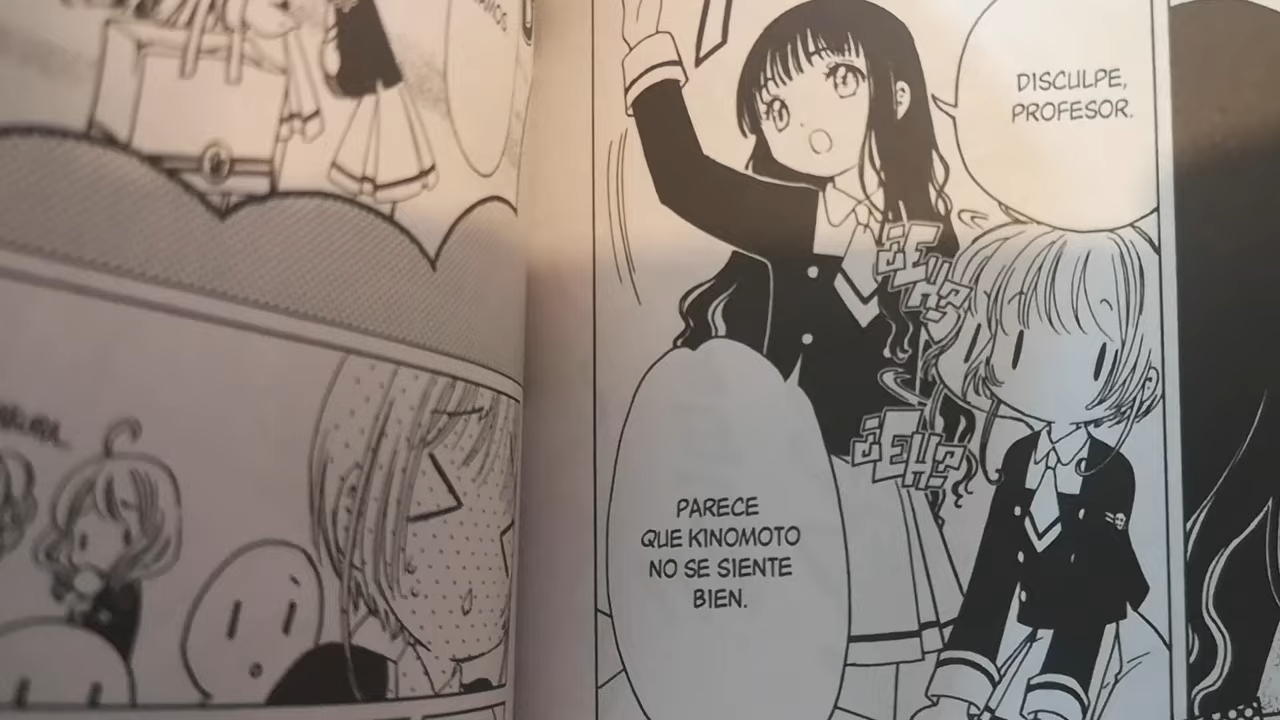 DISCULPE,
PROFESOR.
¿EH?
¿EH?
PARECE
QUE KINOMOTO
NO SE SIENTE
BIEN.